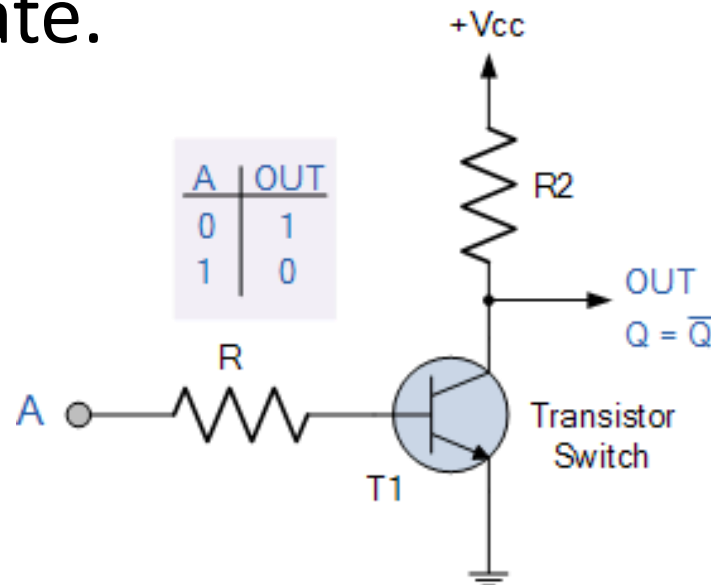 ate.
+Vcc
A OUT
0 1
1 0
R2
OUT
Q = Q̅
R
A
Transistor
Switch
T1